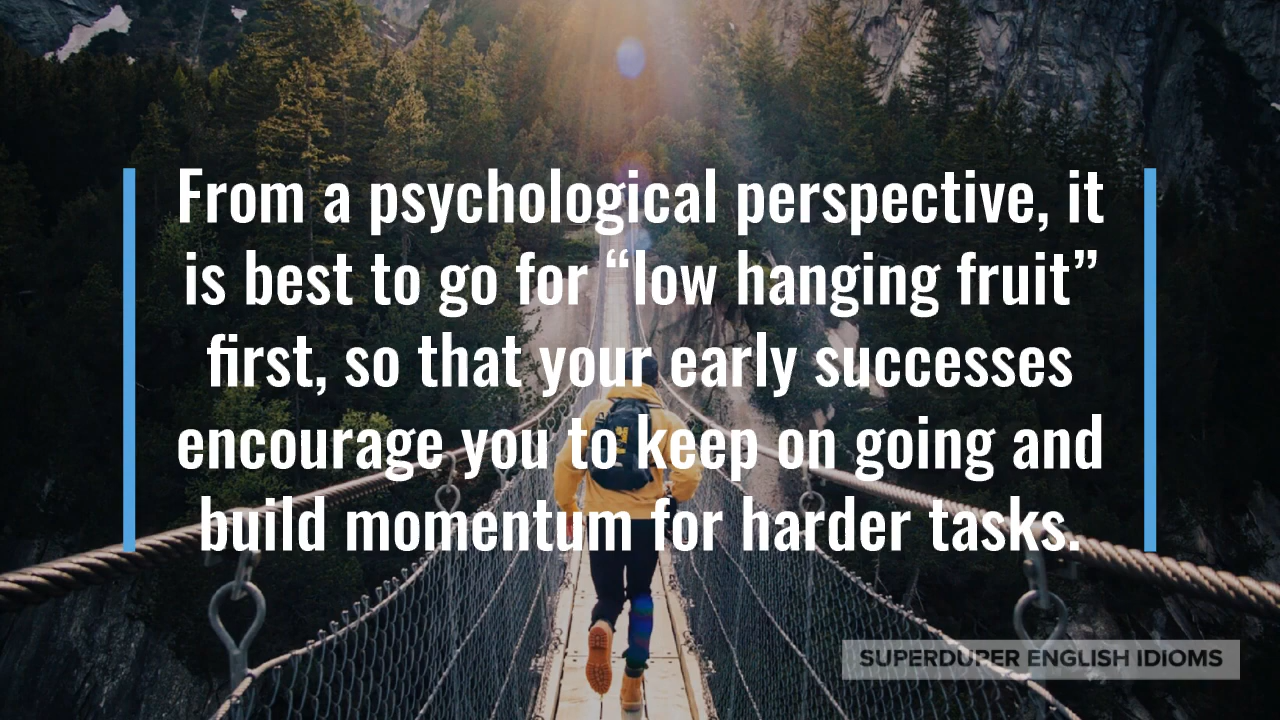 From a psychological perspective, it
is best to go for “low hanging fruit”
first, so that your early successes
encourage you to keep on going and
build momentum for harder tasks.
SUPERDUPER ENGLISH IDIOMS